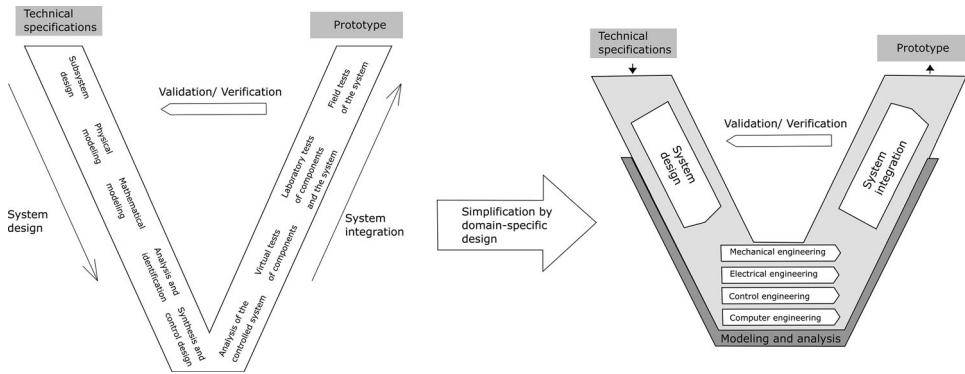 Technical
specifications
Prototype
Subsystem
design
Physical
modeling
Mathematical
modeling
Analysis and
identification
Synthesis and
control design
Analysis of the
controlled system
Virtual tests
of components
Laboratory tests
of components
and the system
Field tests
of the system
Validation/ Verification
System
design
System
integration
Simplification by
domain-specific
design
Technical
specifications
Prototype
Validation/ Verification
System
design
System
integration
Mechanical engineering
Electrical engineering
Control engineering
Computer engineering
Modeling and analysis